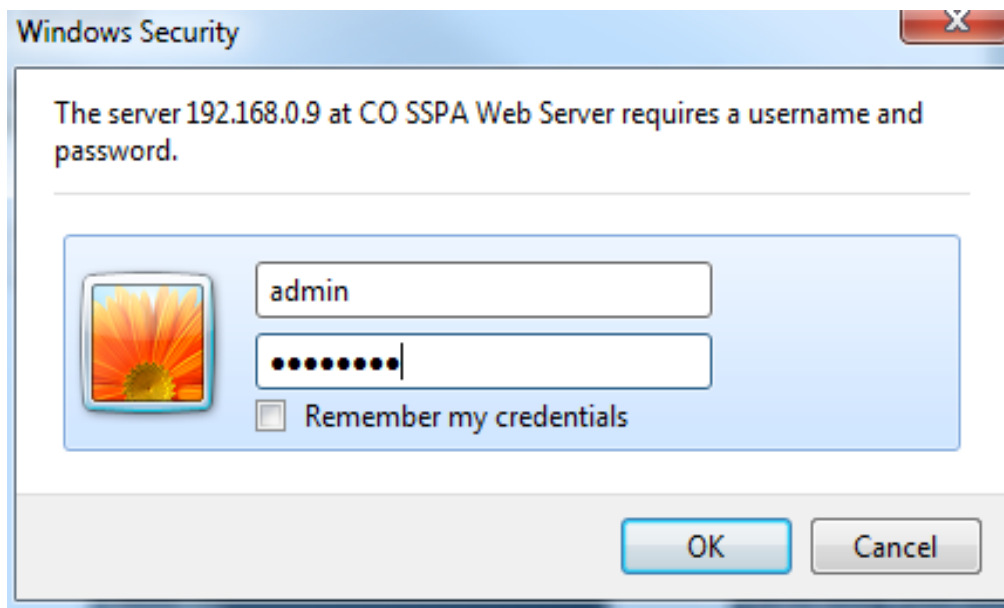 Windows Security
The server 192.168.0.9 at CO SSPA Web Server requires a username and
password.
admin
●●●●●●●●
Remember my credentials
OK
Cancel